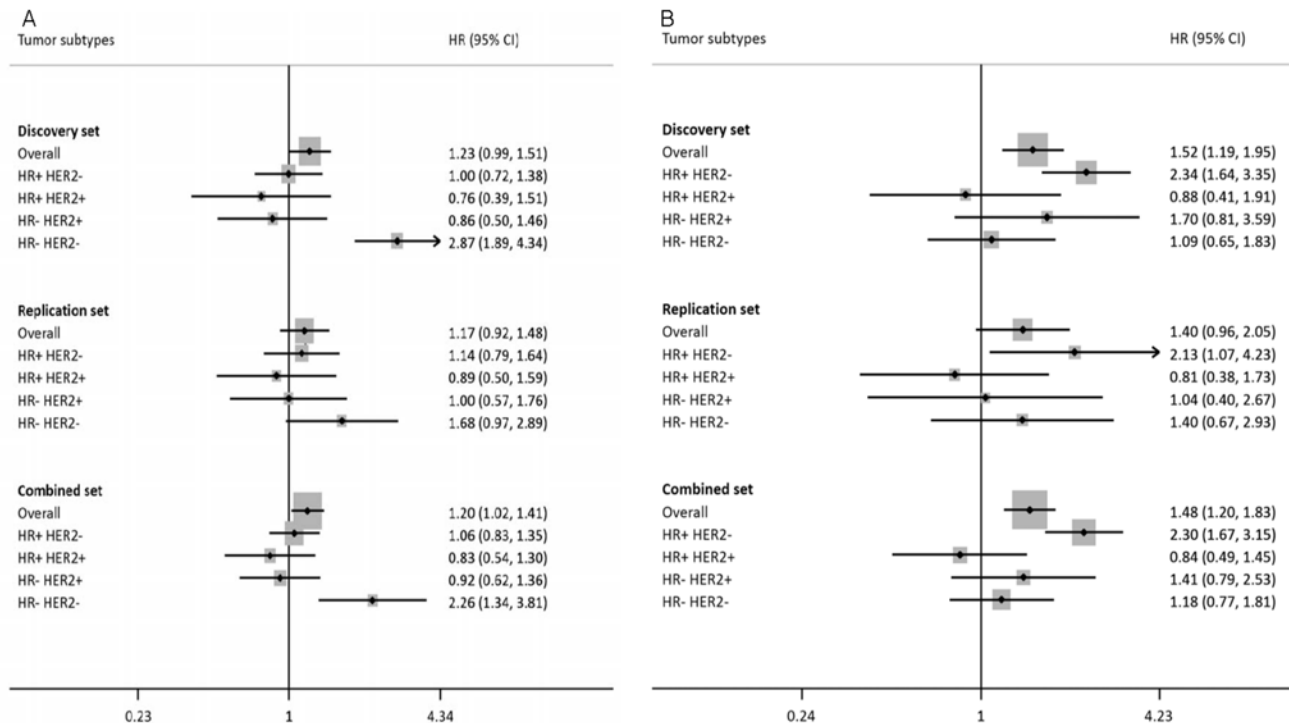 A
Tumor subtypes HR (95% CI)
Discovery set
Overall 1.23 (0.99, 1.51)
HR+ HER2- 1.00 (0.72, 1.38)
HR+ HER2+ 0.76 (0.39, 1.51)
HR- HER2+ 0.86 (0.50, 1.46)
HR- HER2- 2.87 (1.89, 4.34)
Replication set
Overall 1.17 (0.92, 1.48)
HR+ HER2- 1.14 (0.79, 1.64)
HR+ HER2+ 0.89 (0.50, 1.59)
HR- HER2+ 1.00 (0.57, 1.76)
HR- HER2- 1.68 (0.97, 2.89)
Combined set
Overall 1.20 (1.02, 1.41)
HR+ HER2- 1.06 (0.83, 1.35)
HR+ HER2+ 0.83 (0.54, 1.30)
HR- HER2+ 0.92 (0.62, 1.36)
HR- HER2- 2.26 (1.34, 3.81)
0.23 1 4.34
B
Tumor subtypes HR (95% CI)
Discovery set
Overall 1.52 (1.19, 1.95)
HR+ HER2- 2.34 (1.64, 3.35)
HR+ HER2+ 0.88 (0.41, 1.91)
HR- HER2+ 1.70 (0.81, 3.59)
HR- HER2- 1.09 (0.65, 1.83)
Replication set
Overall 1.40 (0.96, 2.05)
HR+ HER2- 2.13 (1.07, 4.23)
HR+ HER2+ 0.81 (0.38, 1.73)
HR- HER2+ 1.04 (0.40, 2.67)
HR- HER2- 1.40 (0.67, 2.93)
Combined set
Overall 1.48 (1.20, 1.83)
HR+ HER2- 2.30 (1.67, 3.15)
HR+ HER2+ 0.84 (0.49, 1.45)
HR- HER2+ 1.41 (0.79, 2.53)
HR- HER2- 1.18 (0.77, 1.81)
0.24 1 4.23